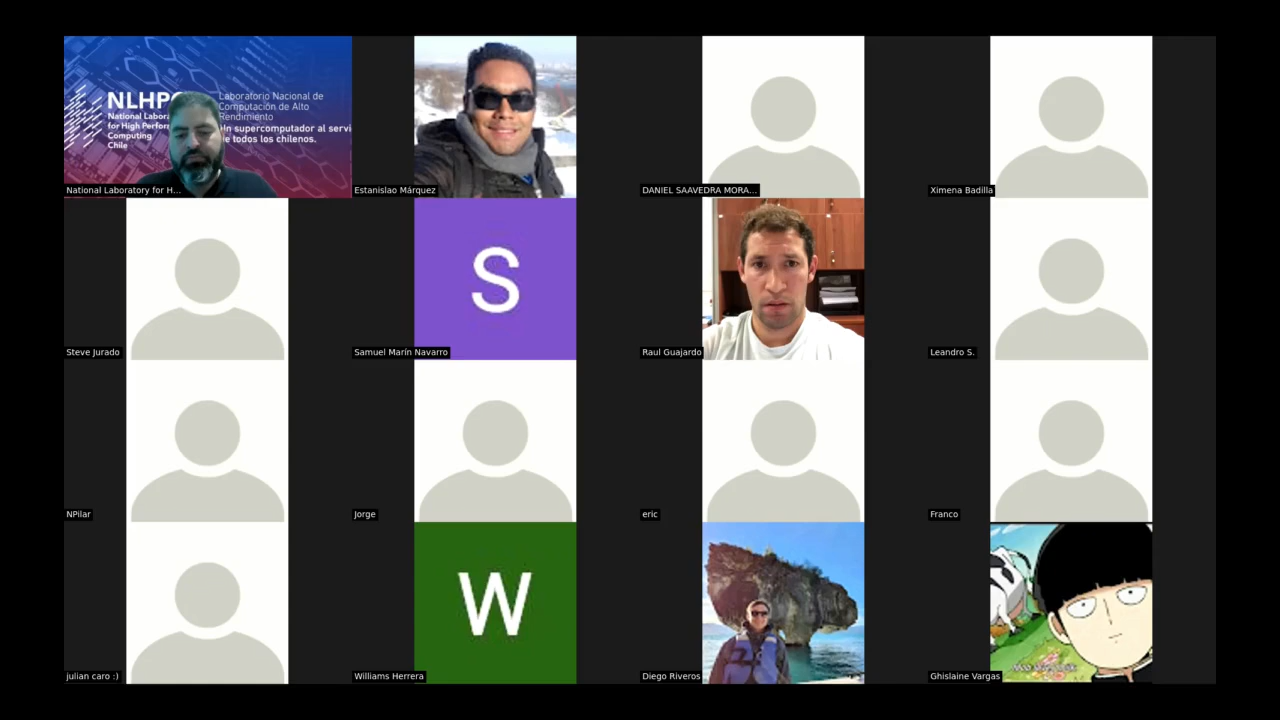 NLHPC
National Labora
for High Perforn
Computing
Chile
Laboratorio Nacional de
Computación de Alto
Rendimiento
Un supercomputador al servi
de todos los chilenos.
National Laboratory for H...
Estanislao Márquez
DANIEL SAAVEDRA MORA...
Ximena Badilla
S
Steve Jurado
Samuel Marín Navarro
Raul Guajardo
Leandro S.
NPilar
Jorge
eric
Franco
W
julian caro :)
Williams Herrera
Diego Riveros
Ghislaine Vargas